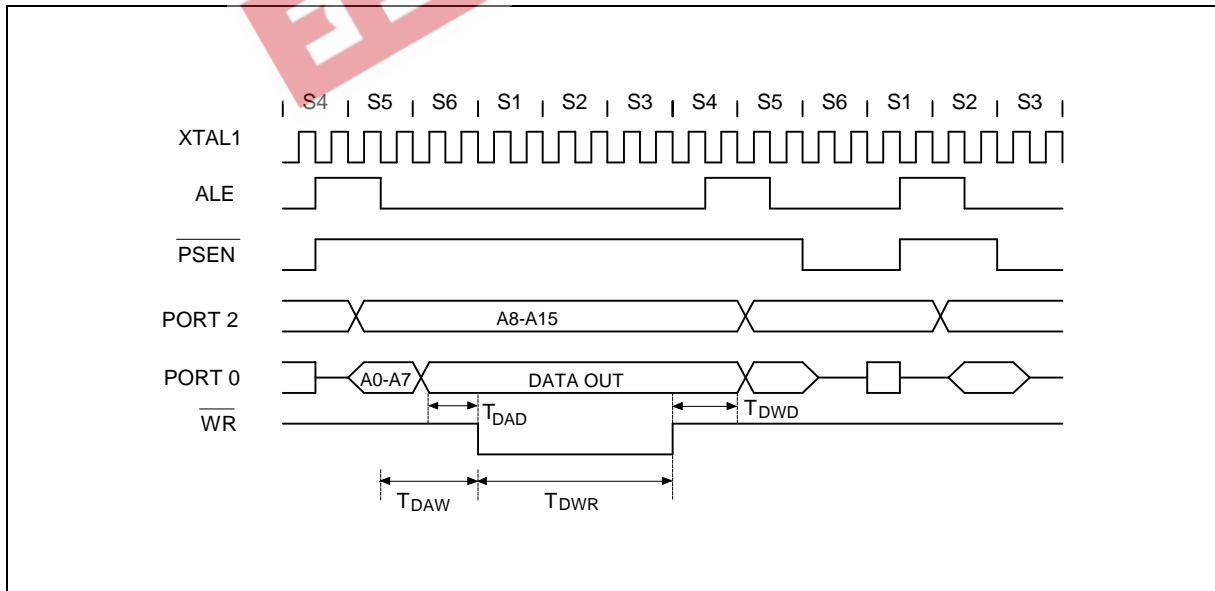 S4 S5 S6 S1 S2 S3 S4 S5 S6 S1 S2 S3
XTAL1
ALE
PSEN
PORT 2
A8-A15
PORT 0
A0-A7
DATA OUT
WR
TDAD
TDWD
TDAW
TDWR